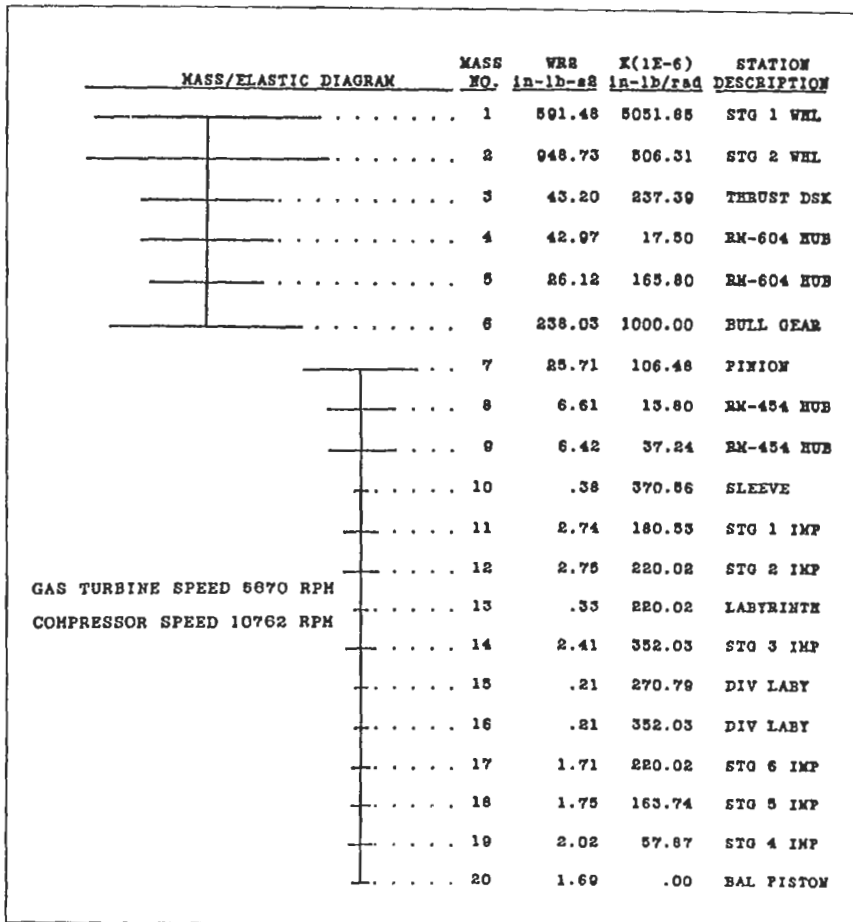 MASS WR2 K(1E-6) STATION
MASS/ELASTIC DIAGRAM NO. in-lb-s2 in-lb/rad DESCRIPTION
1 591.48 5051.65 STG 1 WHL
2 948.73 506.31 STG 2 WHL
3 43.20 237.39 THRUST DSK
4 42.97 17.50 RM-604 HUB
5 26.12 165.80 RM-604 HUB
6 238.03 1000.00 BULL GEAR
7 25.71 106.48 PINION
8 6.61 13.80 RM-454 HUB
9 6.42 37.24 RM-454 HUB
10 .38 370.56 SLEEVE
11 2.74 180.53 STG 1 IMP
12 2.75 220.02 STG 2 IMP
GAS TURBINE SPEED 5670 RPM
13 .33 220.02 LABYRINTH
COMPRESSOR SPEED 10762 RPM
14 2.41 352.03 STG 3 IMP
15 .21 270.79 DIV LABY
16 .21 352.03 DIV LABY
17 1.71 220.02 STG 6 IMP
18 1.75 163.74 STG 5 IMP
19 2.02 57.87 STG 4 IMP
20 1.69 .00 BAL PISTON